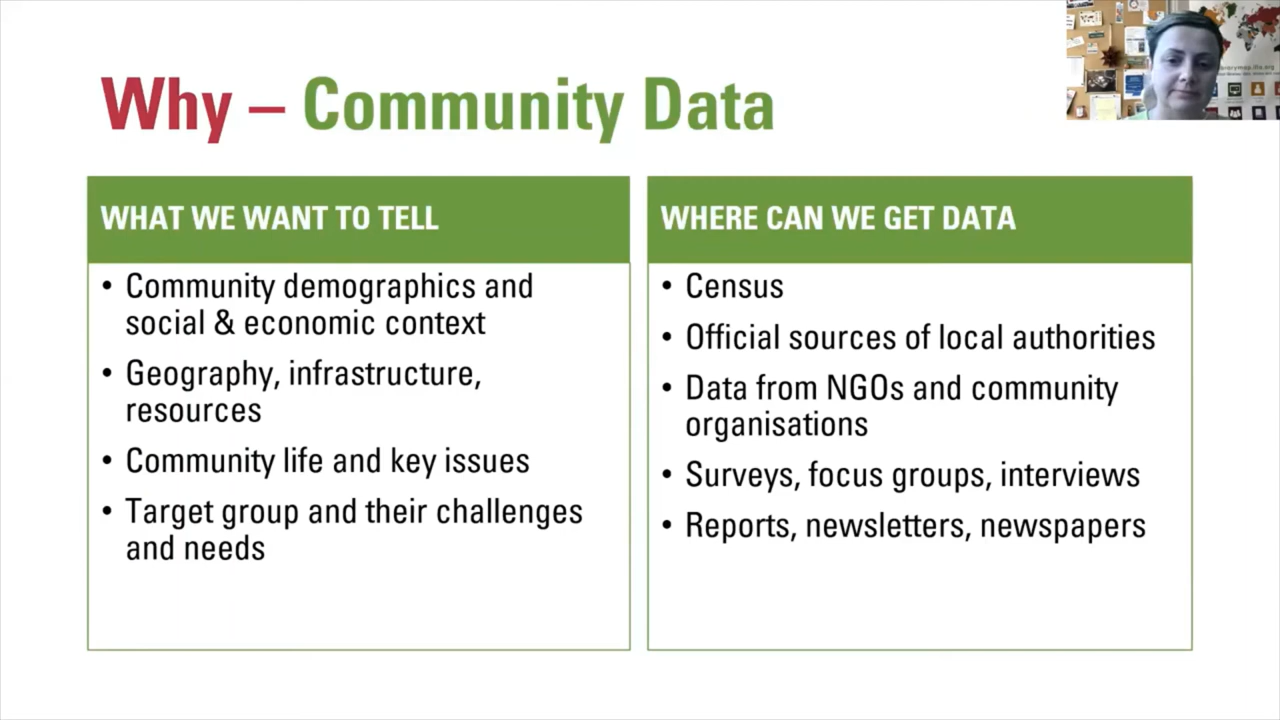 Why – Community Data
WHAT WE WANT TO TELL
• Community demographics and
social & economic context
• Geography, infrastructure,
resources
• Community life and key issues
• Target group and their challenges
and needs
WHERE CAN WE GET DATA
• Census
• Official sources of local authorities
• Data from NGOs and community
organisations
• Surveys, focus groups, interviews
• Reports, newsletters, newspapers